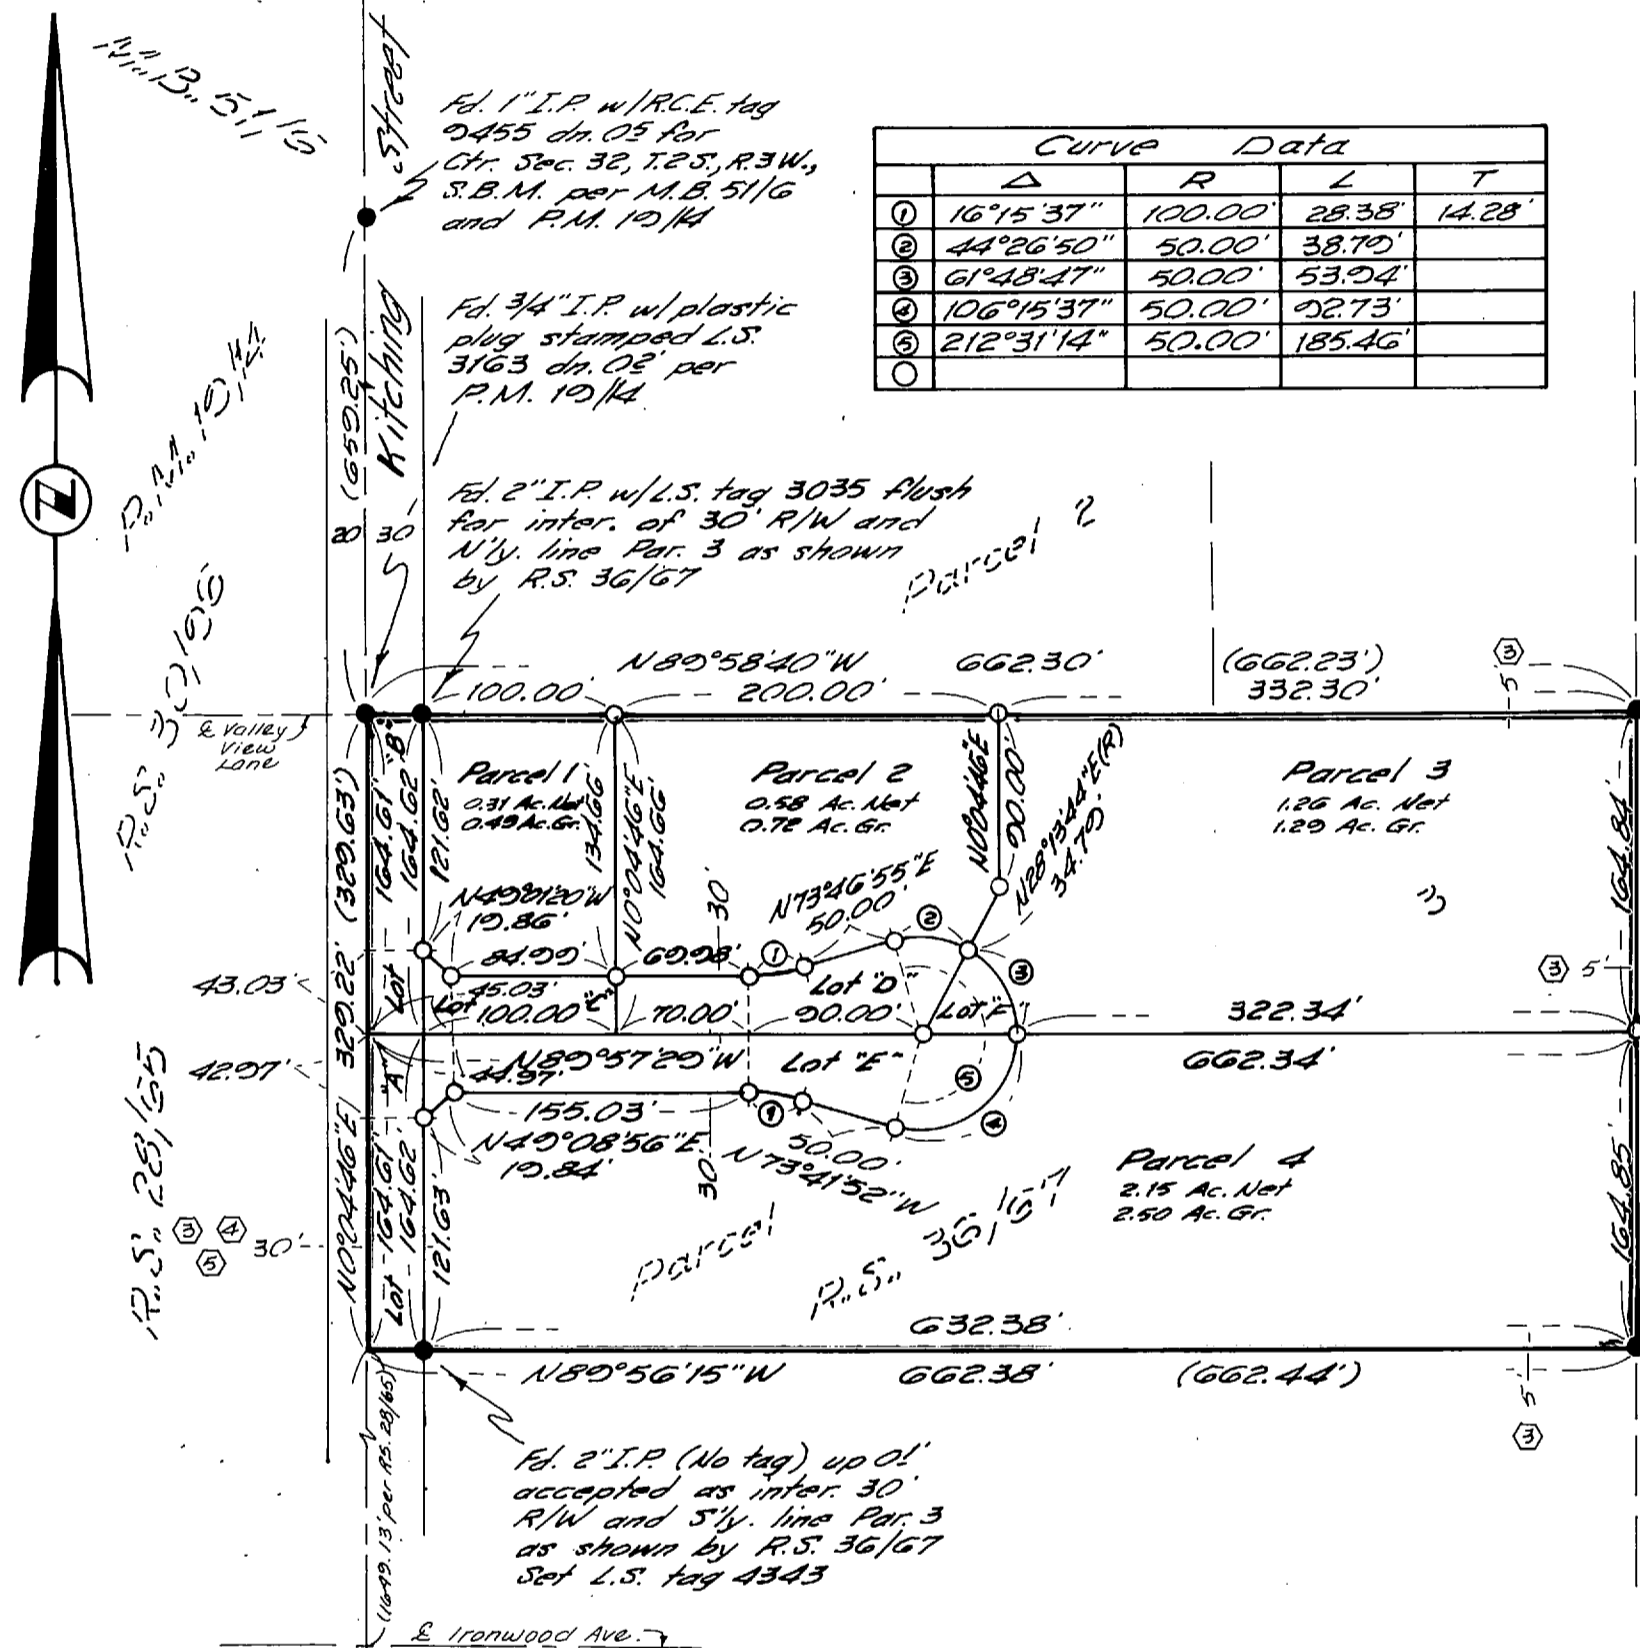 M.B. 51/6
Street
Kitching
(659.25')
Fd. 1" I.P. w/R.C.E. tag
9455 dn. 0.5 for
Ctr. Sec. 32, T.2S., R.3W.,
S.B.M. per M.B. 51/6
and P.M. 19/14
Fd. 3/4" I.P. w/plastic
plug stamped L.S.
3163 dn. 0.2' per
P.M. 19/14
Fd. 2" I.P. w/L.S. tag 3035 flush
for inter. of 30' R/W and
N'ly. line Par. 3 as shown
by R.S. 36/67
Curve Data
Δ R L T
① 16°15'37" 100.00' 28.38' 14.28'
② 44°26'50" 50.00' 38.79'
③ 61°48'47" 50.00' 53.94'
④ 106°15'37" 50.00' 92.73'
⑤ 212°31'14" 50.00' 185.46'
P.M. 19/14
20 30'
Parcel 2
N
N89°58'40"W 662.30' (662.23')
100.00' 200.00' 332.30'
③
5'
℄ Valley
View
Lane
Parcel 1
0.31 Ac. Net
0.49 Ac. Gr.
Parcel 2
0.58 Ac. Net
0.72 Ac. Gr.
Parcel 3
1.26 Ac. Net
1.29 Ac. Gr.
(329.63')
329.22'
N0°04'46"E
164.61'
164.62'
Lot "B"
121.62'
134.66'
N0°04'46"E
164.66'
N0°04'46"E
90.00'
N28°13'44"E(R)
34.79'
164.84'
3
N49°01'20"W
19.86'
30'
N73°46'55"E
50.00'
②
84.99' 69.98' ①
③
Lot "D"
③ 5'
43.03'
45.03'
Lot "C"
100.00' 70.00' 90.00' Lot "F" 322.34'
N89°57'29"W Lot "E" 662.34'
42.97'
44.97'
⑤
155.03' ① ④
N49°08'56"E
19.84'
30'
50.00'
N73°41'52"W
Parcel 4
2.15 Ac. Net
2.50 Ac. Gr.
Lot "A"
164.61'
164.62'
121.63'
164.85'
R.S. 28/65
③ ④
⑤ 30'
Parcel
R.S. 36/67
632.38'
N89°56'15"W 662.38' (662.44')
5'
③
(1649.13' per R.S. 28/65)
Fd. 2" I.P. (No tag) up 0.1'
accepted as inter. 30'
R/W and S'ly. line Par. 3
as shown by R.S. 36/67
Set L.S. tag 4343
℄ Ironwood Ave.